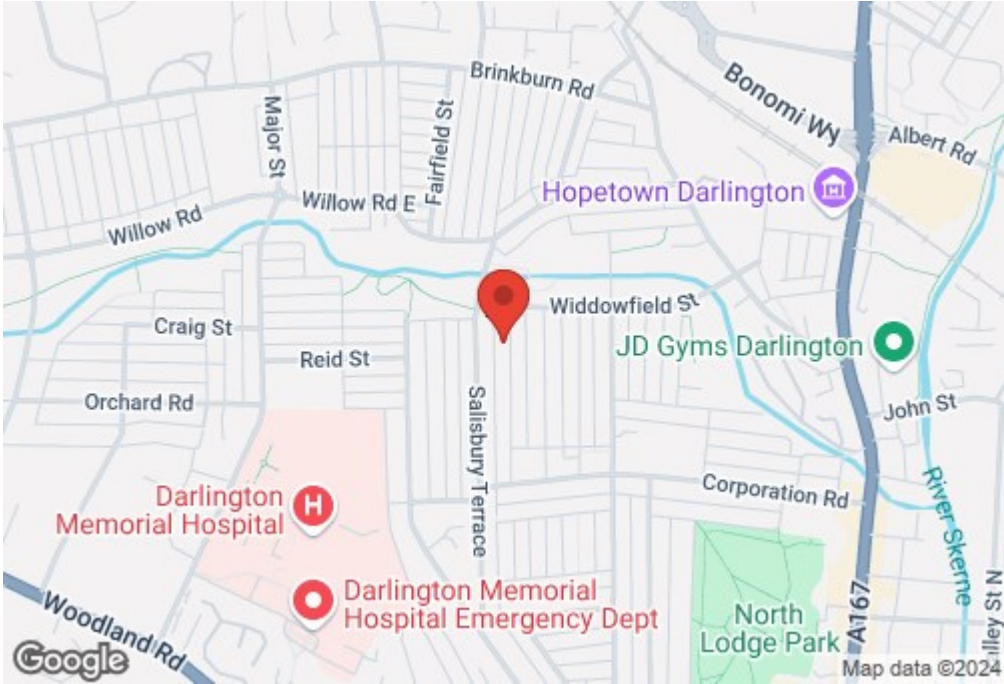 Brinkburn Rd
Bonomi Wy
Major St
Fairfield St
Albert Rd
Willow Rd E
Hopetown Darlington
Willow Rd
Widdowfield St
Craig St
Reid St
JD Gyms Darlington
Orchard Rd
John St
Salisbury Terrace
Corporation Rd
Darlington
Memorial Hospital
H
River Skerne
Darlington Memorial
Hospital Emergency Dept
Woodland Rd
North
Lodge Park
A167
alley St N
Google
Map data ©2024